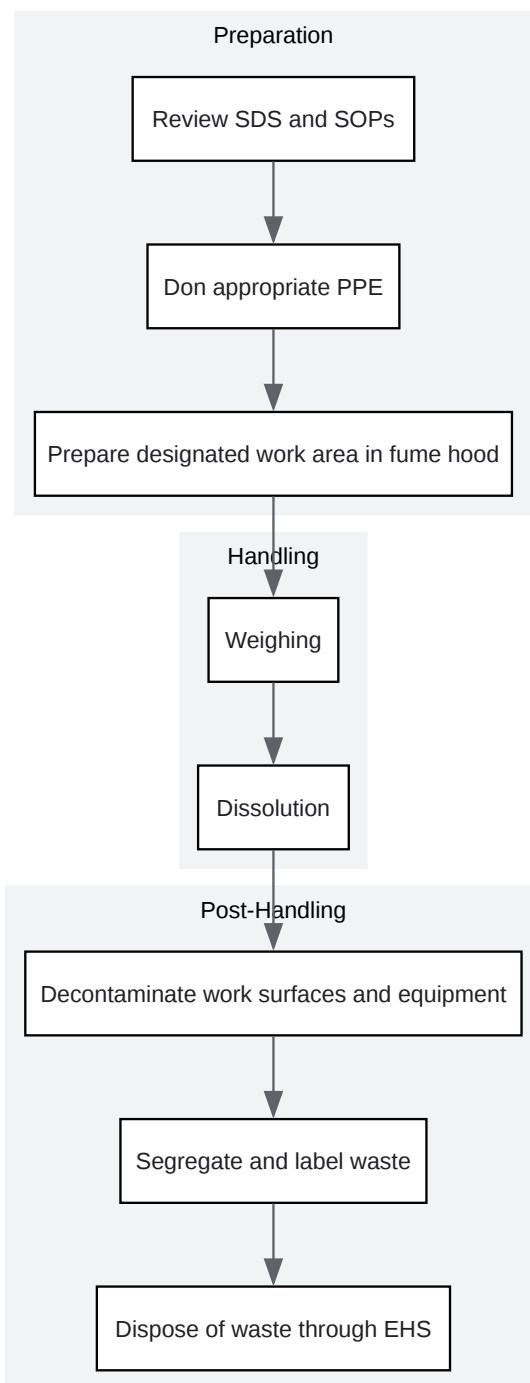 Preparation
Review SDS and SOPs
Don appropriate PPE
Prepare designated work area in fume hood
Handling
Weighing
Dissolution
Post-Handling
Decontaminate work surfaces and equipment
Segregate and label waste
Dispose of waste through EHS